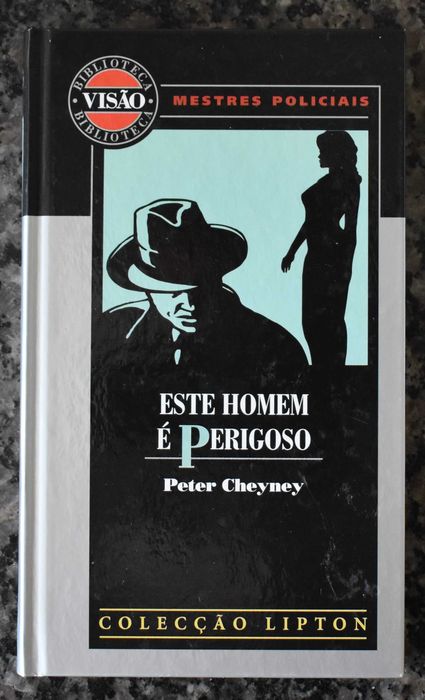 BIBLIOTECA
VISÃO
BIBLIOTECA
MESTRES POLICIAIS
ESTE HOMEM
É PERIGOSO
Peter Cheyney
COLECÇÃO LIPTON